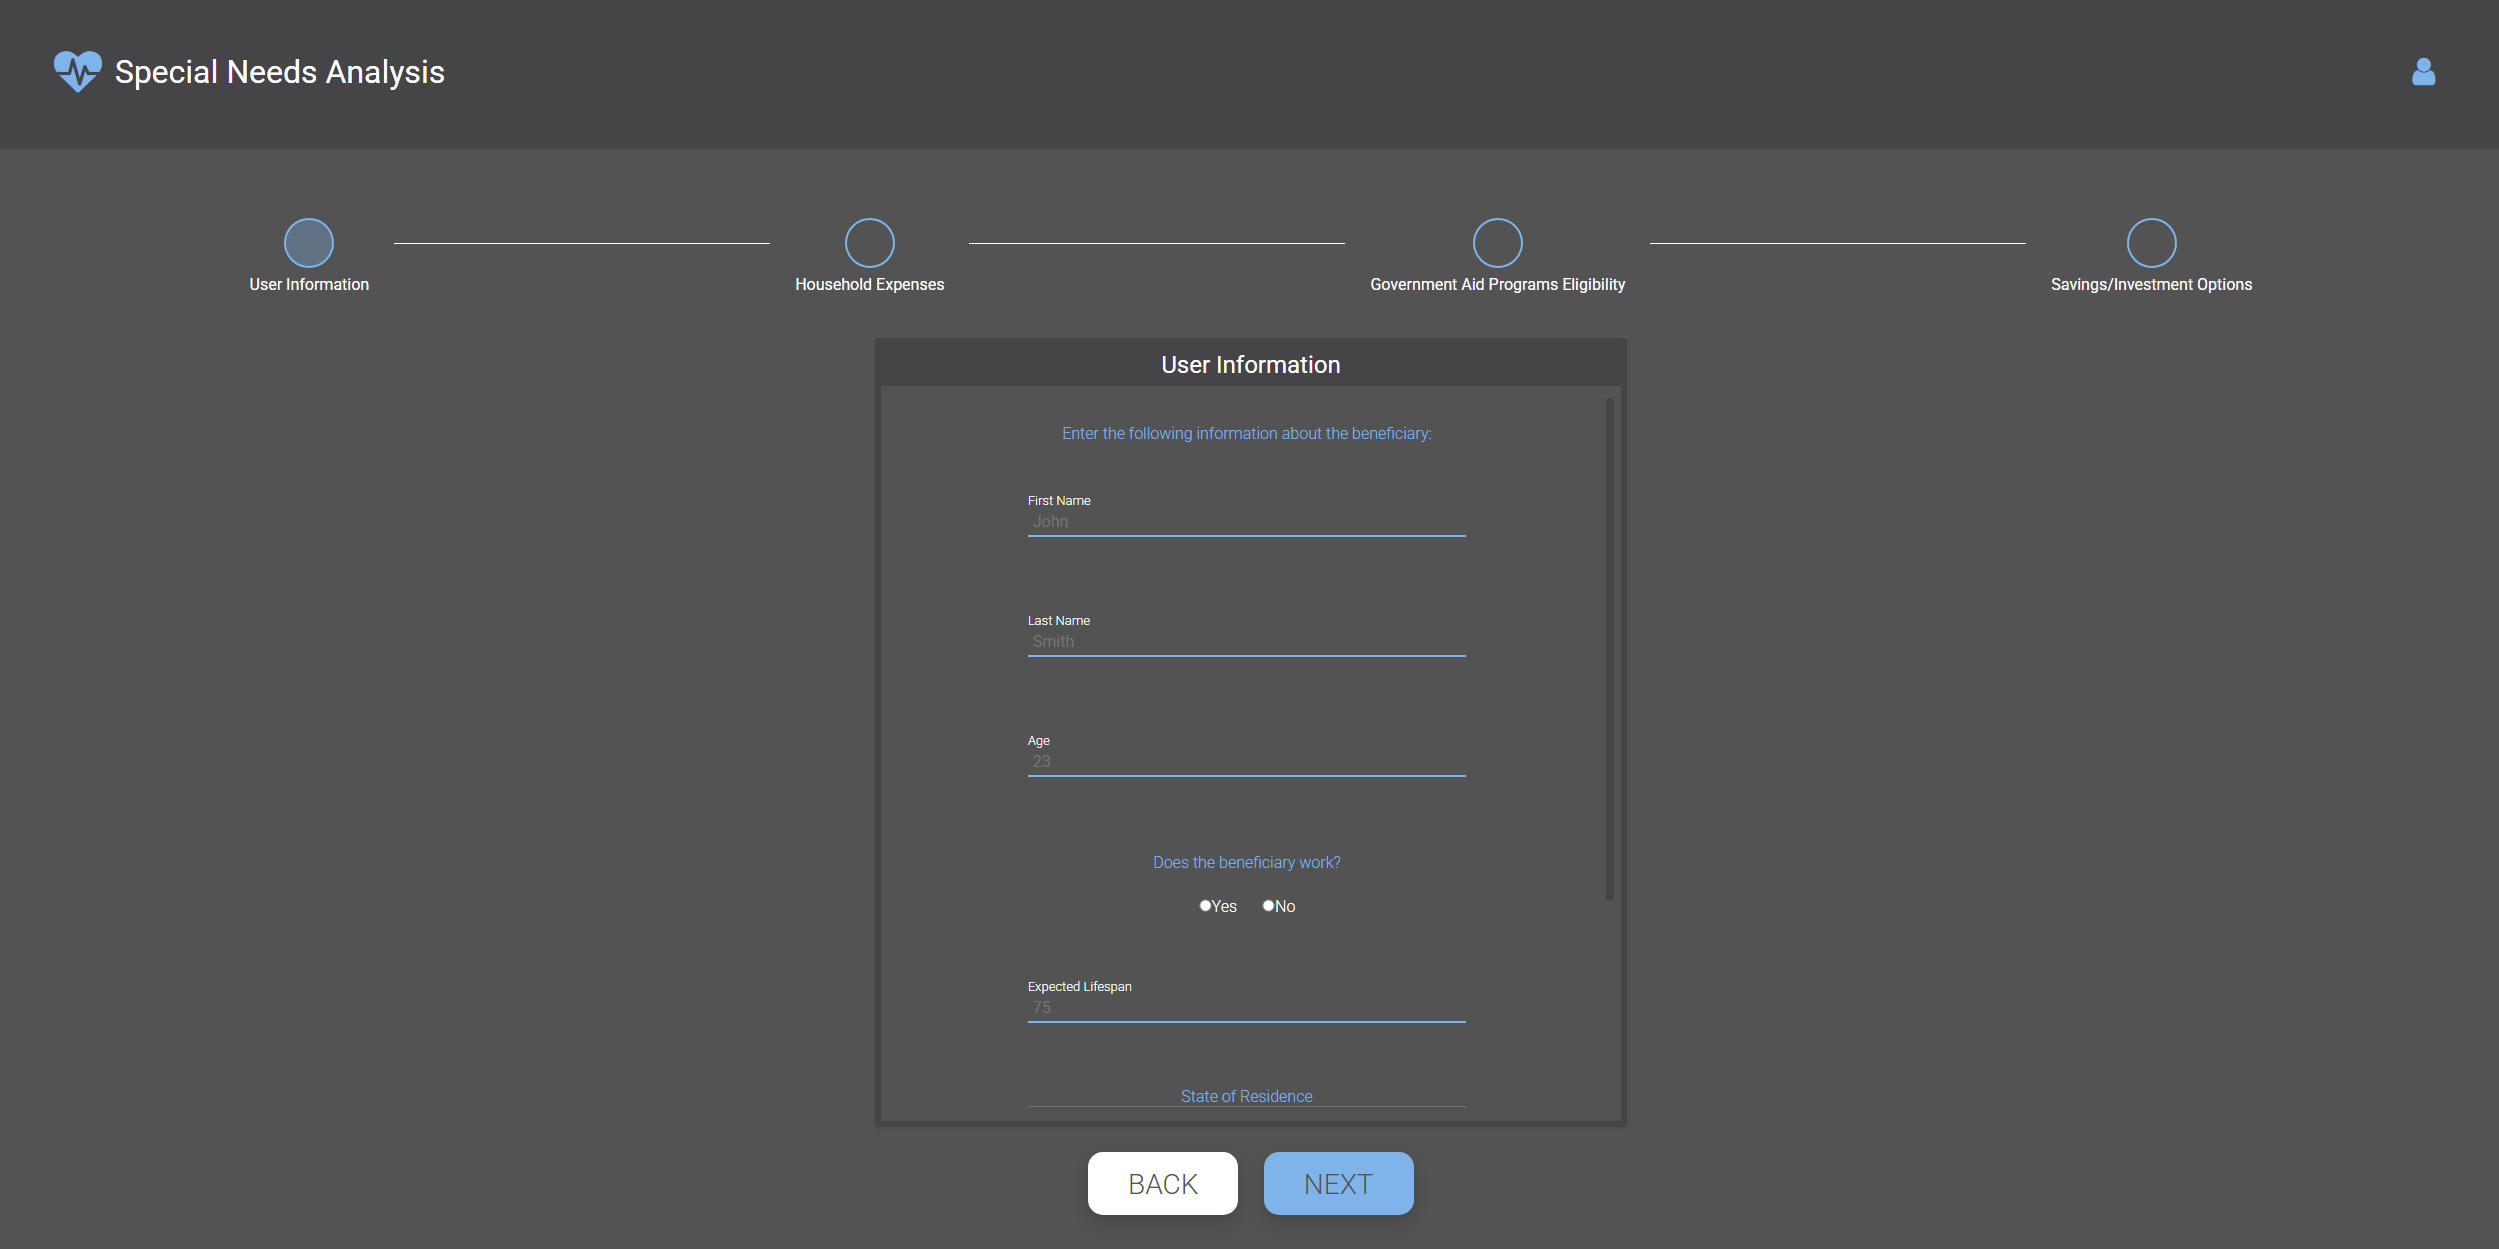 Special Needs Analysis
User Information
Household Expenses
Government Aid Programs Eligibility
Savings/Investment Options
User Information
Enter the following information about the beneficiary:
First Name
John
Last Name
Smith
Age
23
Does the beneficiary work?
Yes No
Expected Lifespan
75
State of Residence
BACK NEXT